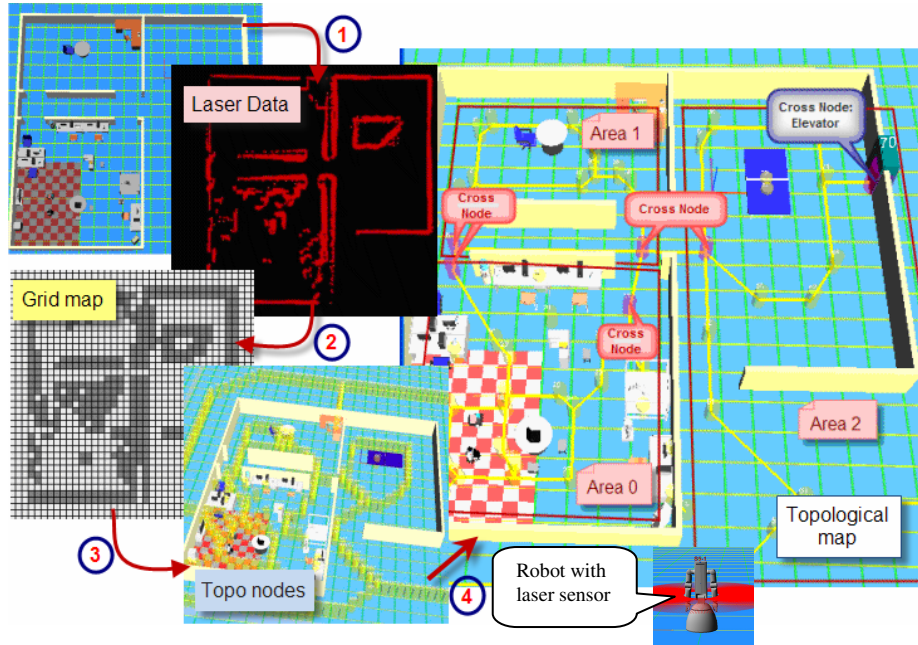 1
Laser Data
Area 1
Cross Node:
Elevator
70
Cross
Node
Cross Node
Grid map
2
Cross
Node
Area 2
Area 0
Topological
map
3
Topo nodes
4
Robot with
laser sensor